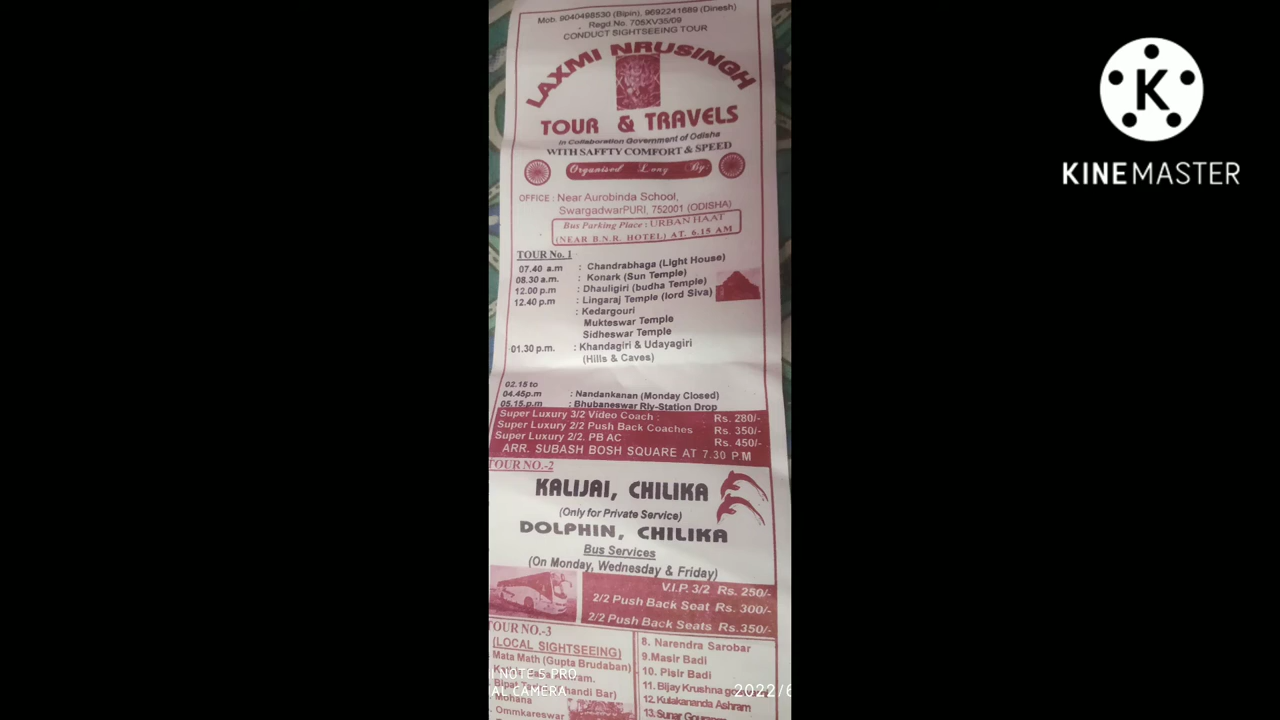 Mob. 9040498530 (Bipin), 9692241689 (Dinesh)
Regd No. 705XV35/09
CONDUCT SIGHTSEEING TOUR
LAXMI NRUSINGH
TOUR & TRAVELS
In Collaboration Government of Odisha
WITH SAFFTY COMFORT & SPEED
Organised Lony By:
OFFICE : Near Aurobinda School,
SwargadwarPURI, 752001 (ODISHA)
Bus Parking Place : URBAN HAAT
(NEAR B.N.R. HOTEL) AT. 6.15 AM
TOUR No. 1
07.40 a.m : Chandrabhaga (Light House)
08.30 a.m. : Konark (Sun Temple)
12.00 p.m : Dhauligiri (budha Temple)
12.40 p.m : Lingaraj Temple (lord Siva)
: Kedargouri
Mukteswar Temple
Sidheswar Temple
01.30 p.m. : Khandagiri & Udayagiri
(Hills & Caves)
02.15 to
04.45p.m : Nandankanan (Monday Closed)
05.15.p.m : Bhubaneswar Rly-Station Drop
Super Luxury 3/2 Video Coach : Rs. 280/-
Super Luxury 2/2 Push Back Coaches Rs. 350/-
Super Luxury 2/2. PB AC Rs. 450/-
ARR. SUBASH BOSH SQUARE AT 7.30 P.M
TOUR NO.-2
KALIJAI, CHILIKA
(Only for Private Service)
DOLPHIN, CHILIKA
Bus Services
(On Monday, Wednesday & Friday)
V.I.P. 3/2 Rs. 250/-
2/2 Push Back Seat Rs. 300/-
2/2 Push Back Seats Rs.350/-
TOUR NO.-3
(LOCAL SIGHTSEEING)
Mata Math (Gupta Brudaban)
Mohana
Ommkareswar
8. Narendra Sarobar
9.Masir Badi
10. Pisir Badi
11. Bijay Krushna
12. Kulakananda Ashram
13. Sunar
NOTE 5 PRO
AL CAMERA
2022/6
K
KINEMASTER